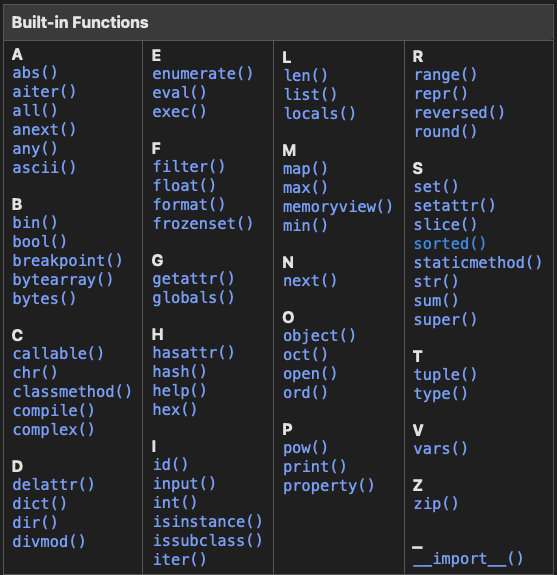 Built-in Functions
A
abs()
aiter()
all()
anext()
any()
ascii()
B
bin()
bool()
breakpoint()
bytearray()
bytes()
C
callable()
chr()
classmethod()
compile()
complex()
D
delattr()
dict()
dir()
divmod()
E
enumerate()
eval()
exec()
F
filter()
float()
format()
frozenset()
G
getattr()
globals()
H
hasattr()
hash()
help()
hex()
I
id()
input()
int()
isinstance()
issubclass()
iter()
L
len()
list()
locals()
M
map()
max()
memoryview()
min()
N
next()
O
object()
oct()
open()
ord()
P
pow()
print()
property()
R
range()
repr()
reversed()
round()
S
set()
setattr()
slice()
sorted()
staticmethod()
str()
sum()
super()
T
tuple()
type()
V
vars()
Z
zip()
_
__import__()